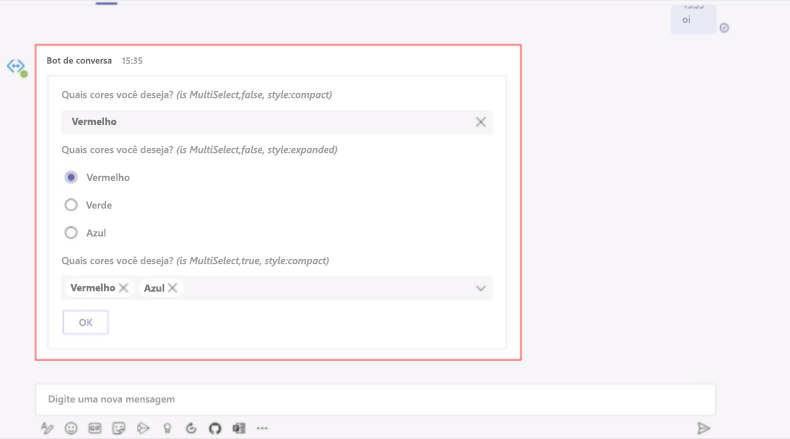 oi
Bot de conversa 15:35
Quais cores você deseja? (is MultiSelect,false, style:compact)
Vermelho
Quais cores você deseja? (is MultiSelect,false, style:expanded)
Vermelho
Verde
Azul
Quais cores você deseja? (is MultiSelect,true, style:compact)
Vermelho Azul
OK
Digite uma nova mensagem
GIF